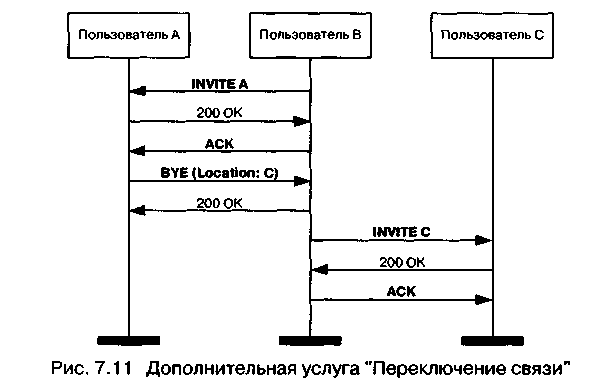 Пользователь A
Пользователь B
Пользователь C
INVITE A
200 OK
ACK
BYE (Location: C)
200 OK
INVITE C
200 OK
ACK
Рис. 7.11 Дополнительная услуга "Переключение связи"